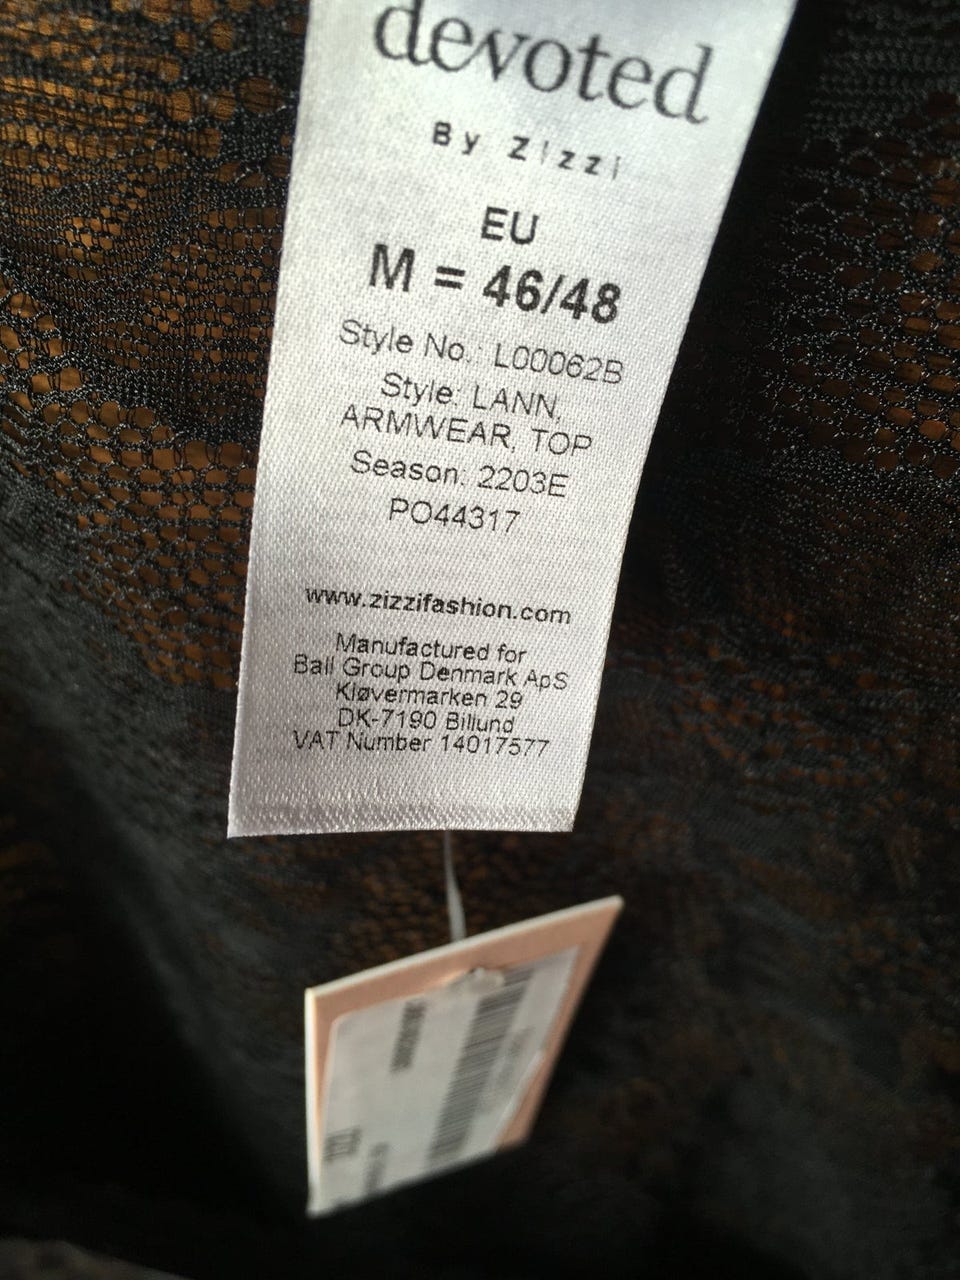 devoted
By Zizzi
EU
M = 46/48
Style No.: L00062B
Style: LANN,
ARMWEAR, TOP
Season: 2203E
PO44317
www.zizzifashion.com
Manufactured for
Ball Group Denmark ApS
Kløvermarken 29
DK-7190 Billund
VAT Number 14017577